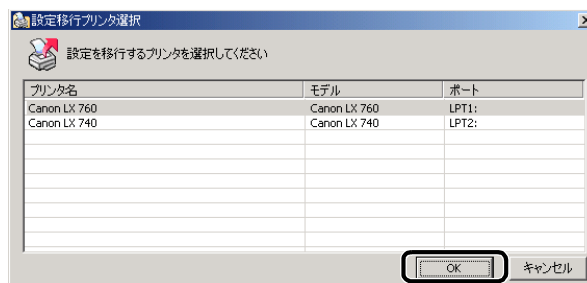 設定移行プリンタ選択
設定を移行するプリンタを選択してください
プリンタ名 モデル ポート
Canon LX 760 Canon LX 760 LPT1:
Canon LX 740 Canon LX 740 LPT2:
OK キャンセル